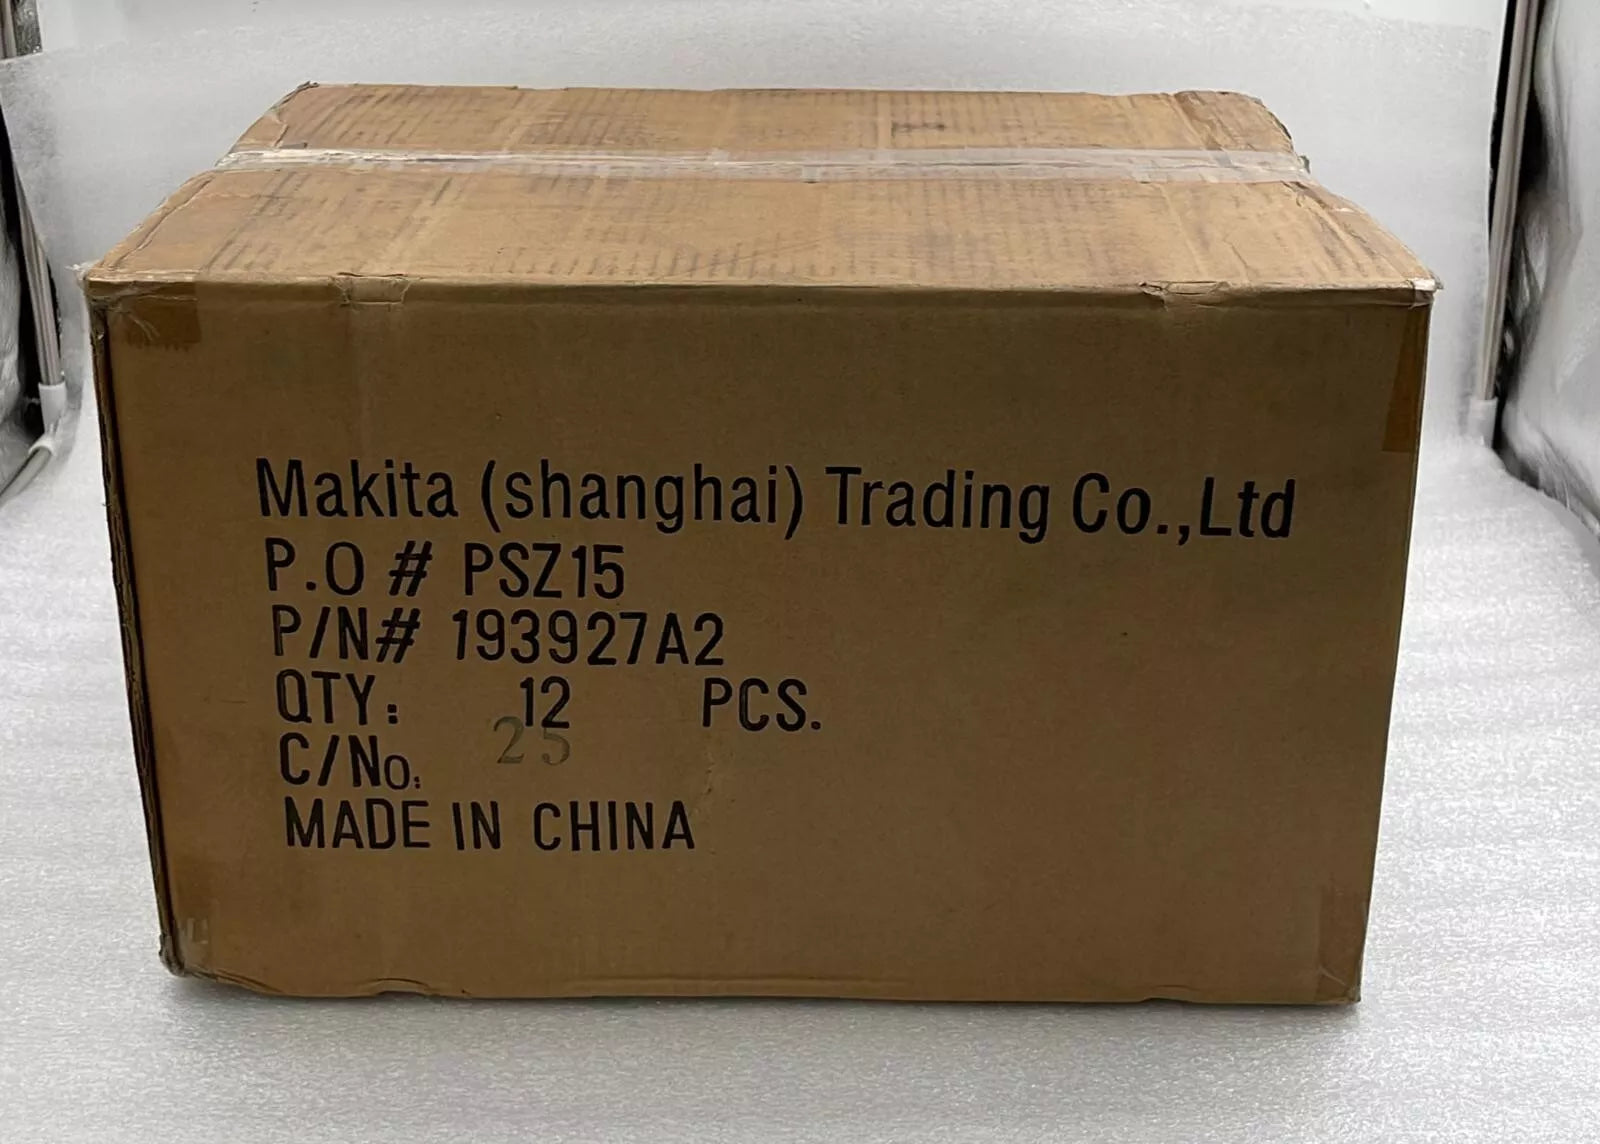 Makita (shanghai) Trading Co.,Ltd
P.O # PSZ15
P/N# 193927A2
QTY: 12 PCS.
C/No: 25
MADE IN CHINA